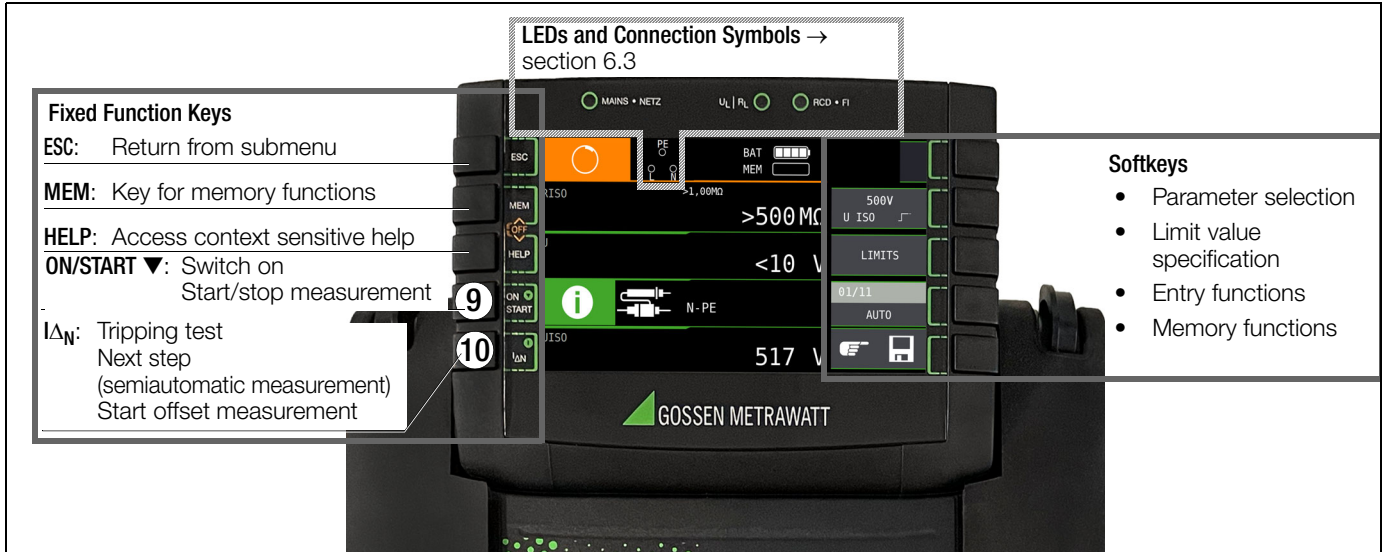 LEDs and Connection Symbols →
section 6.3
Fixed Function Keys
ESC: Return from submenu
MEM: Key for memory functions
HELP: Access context sensitive help
ON/START ▼: Switch on
Start/stop measurement
I∆N: Tripping test
Next step
(semiautomatic measurement)
Start offset measurement
9
10
MAINS • NETZ
UL | RL
RCD • FI
ESC
MEM
OFF
HELP
ON
START
I∆N
PE
L N
BAT
MEM
RISO
>1,00MΩ
>500 MΩ
U
<10 V
N-PE
UISO
517 V
500V
U ISO
LIMITS
01/11
AUTO
GOSSEN METRAWATT
Softkeys
• Parameter selection
• Limit value
specification
• Entry functions
• Memory functions